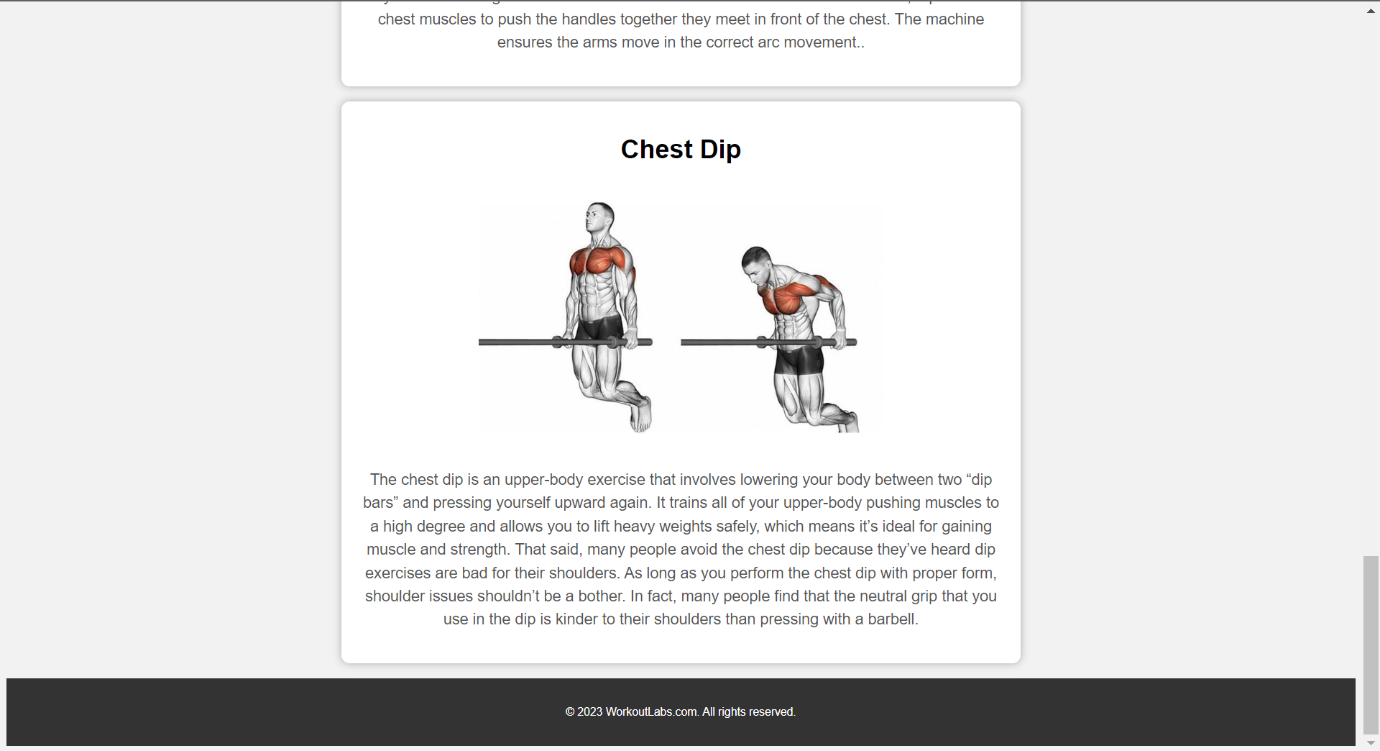 chest muscles to push the handles together they meet in front of the chest. The machine
ensures the arms move in the correct arc movement..
Chest Dip
The chest dip is an upper-body exercise that involves lowering your body between two “dip
bars” and pressing yourself upward again. It trains all of your upper-body pushing muscles to
a high degree and allows you to lift heavy weights safely, which means it’s ideal for gaining
muscle and strength. That said, many people avoid the chest dip because they’ve heard dip
exercises are bad for their shoulders. As long as you perform the chest dip with proper form,
shoulder issues shouldn’t be a bother. In fact, many people find that the neutral grip that you
use in the dip is kinder to their shoulders than pressing with a barbell.
© 2023 WorkoutLabs.com. All rights reserved.